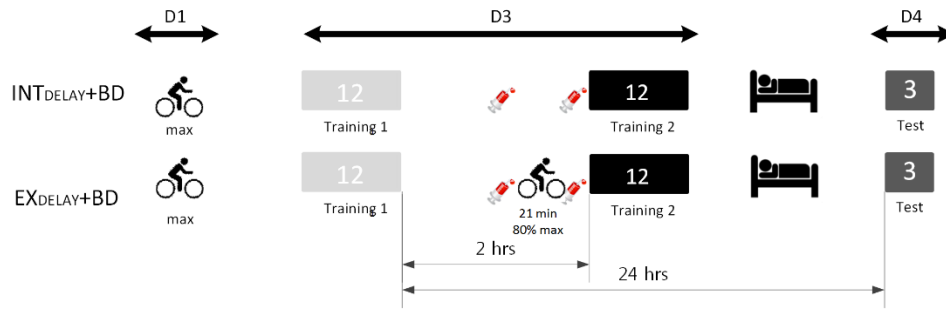 D1 D3 D4
INTDELAY+BD
12
12
3
max
Training 1
Training 2
Test
EXDELAY+BD
12
12
3
max
21 min
80% max
Training 1
Training 2
Test
2 hrs
24 hrs